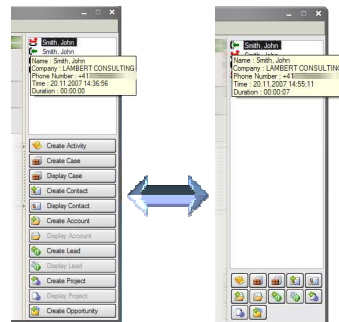 Smith, John
Smith, John
Name : Smith, John
Company : LAMBERT CONSULTING
Phone Number : +41
Time : 20.11.2007 14:36:56
Duration : 00:00:00
Create Activity
Create Case
Display Case
Create Contact
Display Contact
Create Account
Display Account
Create Lead
Display Lead
Create Project
Display Project
Create Opportunity
Smith, John
Name : Smith, John
Company : LAMBERT CONSULTING
Phone Number : +41
Time : 20.11.2007 14:55:11
Duration : 00:00:07